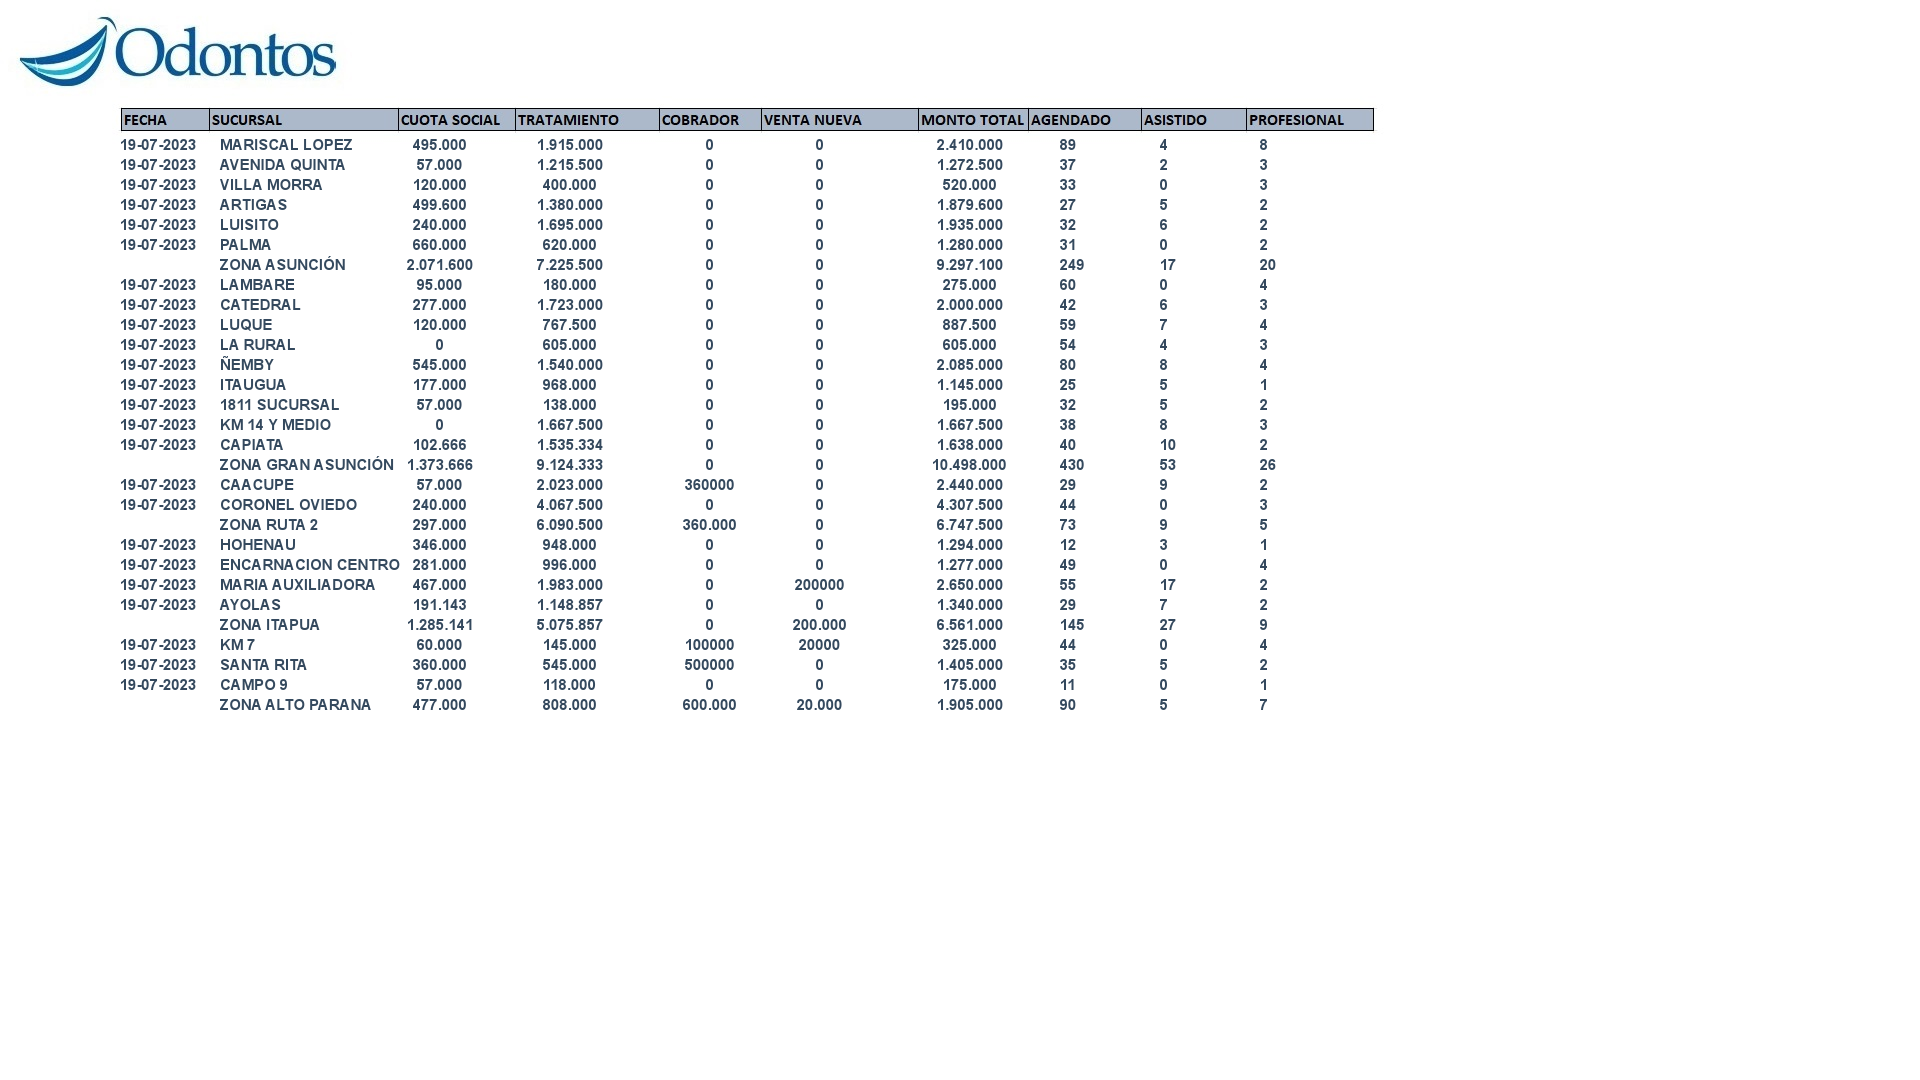 Odontos
FECHA SUCURSAL CUOTA SOCIAL TRATAMIENTO COBRADOR VENTA NUEVA MONTO TOTAL AGENDADO ASISTIDO PROFESIONAL
19-07-2023 MARISCAL LOPEZ 495.000 1.915.000 0 0 2.410.000 89 4 8
19-07-2023 AVENIDA QUINTA 57.000 1.215.500 0 0 1.272.500 37 2 3
19-07-2023 VILLA MORRA 120.000 400.000 0 0 520.000 33 0 3
19-07-2023 ARTIGAS 499.600 1.380.000 0 0 1.879.600 27 5 2
19-07-2023 LUISITO 240.000 1.695.000 0 0 1.935.000 32 6 2
19-07-2023 PALMA 660.000 620.000 0 0 1.280.000 31 0 2
ZONA ASUNCIÓN 2.071.600 7.225.500 0 0 9.297.100 249 17 20
19-07-2023 LAMBARE 95.000 180.000 0 0 275.000 60 0 4
19-07-2023 CATEDRAL 277.000 1.723.000 0 0 2.000.000 42 6 3
19-07-2023 LUQUE 120.000 767.500 0 0 887.500 59 7 4
19-07-2023 LA RURAL 0 605.000 0 0 605.000 54 4 3
19-07-2023 ÑEMBY 545.000 1.540.000 0 0 2.085.000 80 8 4
19-07-2023 ITAUGUA 177.000 968.000 0 0 1.145.000 25 5 1
19-07-2023 1811 SUCURSAL 57.000 138.000 0 0 195.000 32 5 2
19-07-2023 KM 14 Y MEDIO 0 1.667.500 0 0 1.667.500 38 8 3
19-07-2023 CAPIATA 102.666 1.535.334 0 0 1.638.000 40 10 2
ZONA GRAN ASUNCIÓN 1.373.666 9.124.333 0 0 10.498.000 430 53 26
19-07-2023 CAACUPE 57.000 2.023.000 360000 0 2.440.000 29 9 2
19-07-2023 CORONEL OVIEDO 240.000 4.067.500 0 0 4.307.500 44 0 3
ZONA RUTA 2 297.000 6.090.500 360.000 0 6.747.500 73 9 5
19-07-2023 HOHENAU 346.000 948.000 0 0 1.294.000 12 3 1
19-07-2023 ENCARNACION CENTRO 281.000 996.000 0 0 1.277.000 49 0 4
19-07-2023 MARIA AUXILIADORA 467.000 1.983.000 0 200000 2.650.000 55 17 2
19-07-2023 AYOLAS 191.143 1.148.857 0 0 1.340.000 29 7 2
ZONA ITAPUA 1.285.141 5.075.857 0 200.000 6.561.000 145 27 9
19-07-2023 KM 7 60.000 145.000 100000 20000 325.000 44 0 4
19-07-2023 SANTA RITA 360.000 545.000 500000 0 1.405.000 35 5 2
19-07-2023 CAMPO 9 57.000 118.000 0 0 175.000 11 0 1
ZONA ALTO PARANA 477.000 808.000 600.000 20.000 1.905.000 90 5 7